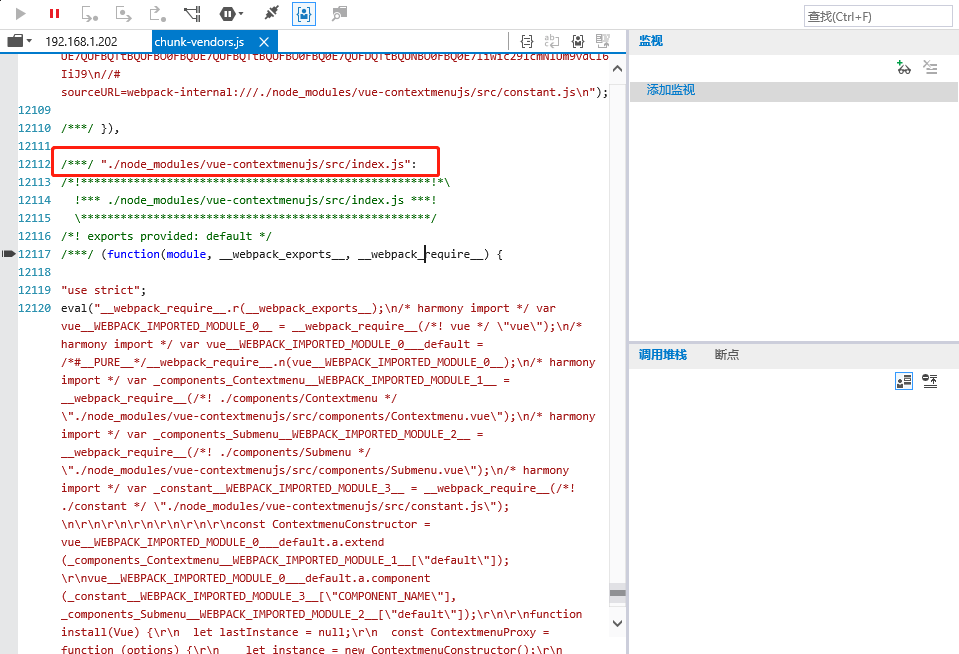 查找(Ctrl+F)
192.168.1.202
chunk-vendors.js
监视
添加监视
IiJ9\n//#
sourceURL=webpack-internal:///./node_modules/vue-contextmenujs/src/constant.js\n");
12109
12110 /***/ }),
12111
12112 /***/ "./node_modules/vue-contextmenujs/src/index.js":
12113 /*!*****************************************************!*\
12114   !*** ./node_modules/vue-contextmenujs/src/index.js ***!
12115   \*****************************************************/
12116 /*! exports provided: default */
12117 /***/ (function(module, __webpack_exports__, __webpack_require__) {
12118
12119 "use strict";
12120 eval("__webpack_require__.r(__webpack_exports__);\n/* harmony import */ var
vue__WEBPACK_IMPORTED_MODULE_0__ = __webpack_require__(/*! vue */ \"vue\");\n/*
harmony import */ var vue__WEBPACK_IMPORTED_MODULE_0___default =
/*#__PURE__*/__webpack_require__.n(vue__WEBPACK_IMPORTED_MODULE_0__);\n/* harmony
import */ var _components_Contextmenu__WEBPACK_IMPORTED_MODULE_1__ =
__webpack_require__(/*! ./components/Contextmenu */
\"./node_modules/vue-contextmenujs/src/components/Contextmenu.vue\");\n/* harmony
import */ var _components_Submenu__WEBPACK_IMPORTED_MODULE_2__ =
__webpack_require__(/*! ./components/Submenu */
\"./node_modules/vue-contextmenujs/src/components/Submenu.vue\");\n/* harmony
import */ var _constant__WEBPACK_IMPORTED_MODULE_3__ = __webpack_require__(/*!
./constant */ \"./node_modules/vue-contextmenujs/src/constant.js\");
\n\r\n\r\n\r\n\r\n\r\n\r\nconst ContextmenuConstructor =
vue__WEBPACK_IMPORTED_MODULE_0___default.a.extend
(_components_Contextmenu__WEBPACK_IMPORTED_MODULE_1__[\"default\"]);
\r\nvue__WEBPACK_IMPORTED_MODULE_0___default.a.component
(_constant__WEBPACK_IMPORTED_MODULE_3__[\"COMPONENT_NAME\"],
_components_Submenu__WEBPACK_IMPORTED_MODULE_2__[\"default\"]);\r\n\r\nfunction
install(Vue) {\r\n  let lastInstance = null;\r\n  const ContextmenuProxy =
function (options) {\r\n    let instance = new ContextmenuConstructor();\r\n
调用堆栈
断点